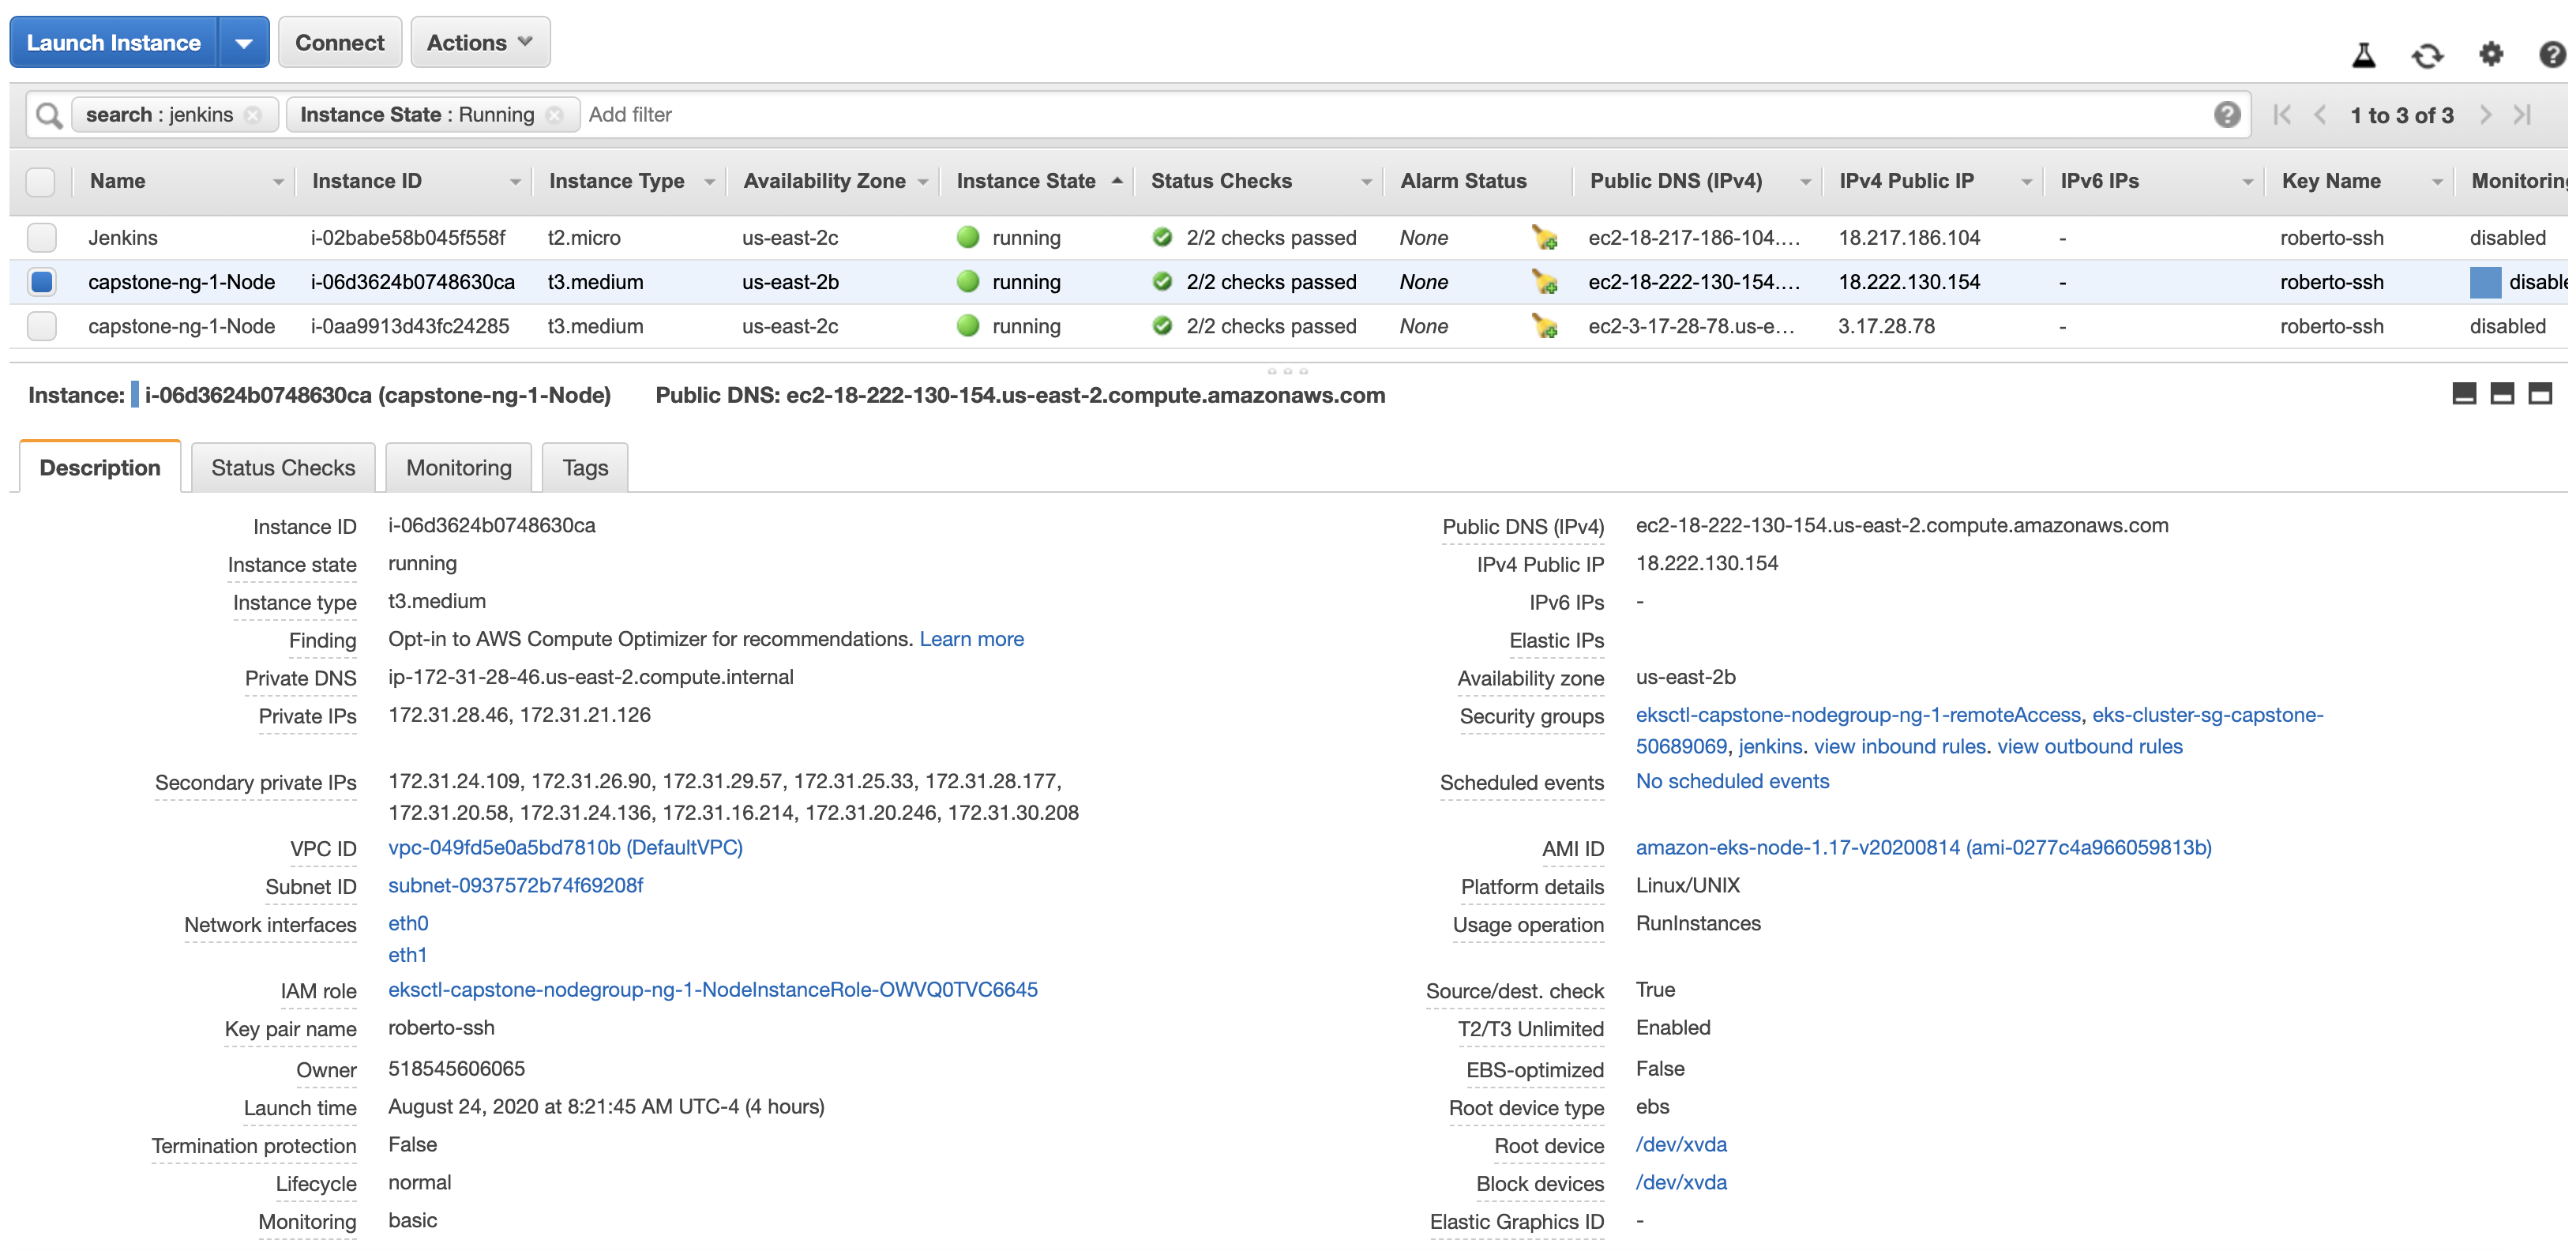 Launch Instance Connect Actions
search : jenkins Instance State : Running Add filter 1 to 3 of 3
Name Instance ID Instance Type Availability Zone Instance State Status Checks Alarm Status Public DNS (IPv4) IPv4 Public IP IPv6 IPs Key Name Monitoring
Jenkins i-02babe58b045f558f t2.micro us-east-2c running 2/2 checks passed None ec2-18-217-186-104.... 18.217.186.104 - roberto-ssh disabled
capstone-ng-1-Node i-06d3624b0748630ca t3.medium us-east-2b running 2/2 checks passed None ec2-18-222-130-154.... 18.222.130.154 - roberto-ssh disable
capstone-ng-1-Node i-0aa9913d43fc24285 t3.medium us-east-2c running 2/2 checks passed None ec2-3-17-28-78.us-e... 3.17.28.78 - roberto-ssh disabled
Instance: i-06d3624b0748630ca (capstone-ng-1-Node) Public DNS: ec2-18-222-130-154.us-east-2.compute.amazonaws.com
Description Status Checks Monitoring Tags
Instance ID i-06d3624b0748630ca Public DNS (IPv4) ec2-18-222-130-154.us-east-2.compute.amazonaws.com
Instance state running IPv4 Public IP 18.222.130.154
Instance type t3.medium IPv6 IPs -
Finding Opt-in to AWS Compute Optimizer for recommendations. Learn more Elastic IPs
Private DNS ip-172-31-28-46.us-east-2.compute.internal Availability zone us-east-2b
Private IPs 172.31.28.46, 172.31.21.126 Security groups eksctl-capstone-nodegroup-ng-1-remoteAccess, eks-cluster-sg-capstone-
50689069, jenkins. view inbound rules. view outbound rules
Secondary private IPs 172.31.24.109, 172.31.26.90, 172.31.29.57, 172.31.25.33, 172.31.28.177, Scheduled events No scheduled events
172.31.20.58, 172.31.24.136, 172.31.16.214, 172.31.20.246, 172.31.30.208
VPC ID vpc-049fd5e0a5bd7810b (DefaultVPC) AMI ID amazon-eks-node-1.17-v20200814 (ami-0277c4a966059813b)
Subnet ID subnet-0937572b74f69208f Platform details Linux/UNIX
Network interfaces eth0 Usage operation RunInstances
eth1
IAM role eksctl-capstone-nodegroup-ng-1-NodeInstanceRole-OWVQ0TVC6645 Source/dest. check True
Key pair name roberto-ssh T2/T3 Unlimited Enabled
Owner 518545606065 EBS-optimized False
Launch time August 24, 2020 at 8:21:45 AM UTC-4 (4 hours) Root device type ebs
Termination protection False Root device /dev/xvda
Lifecycle normal Block devices /dev/xvda
Monitoring basic Elastic Graphics ID -